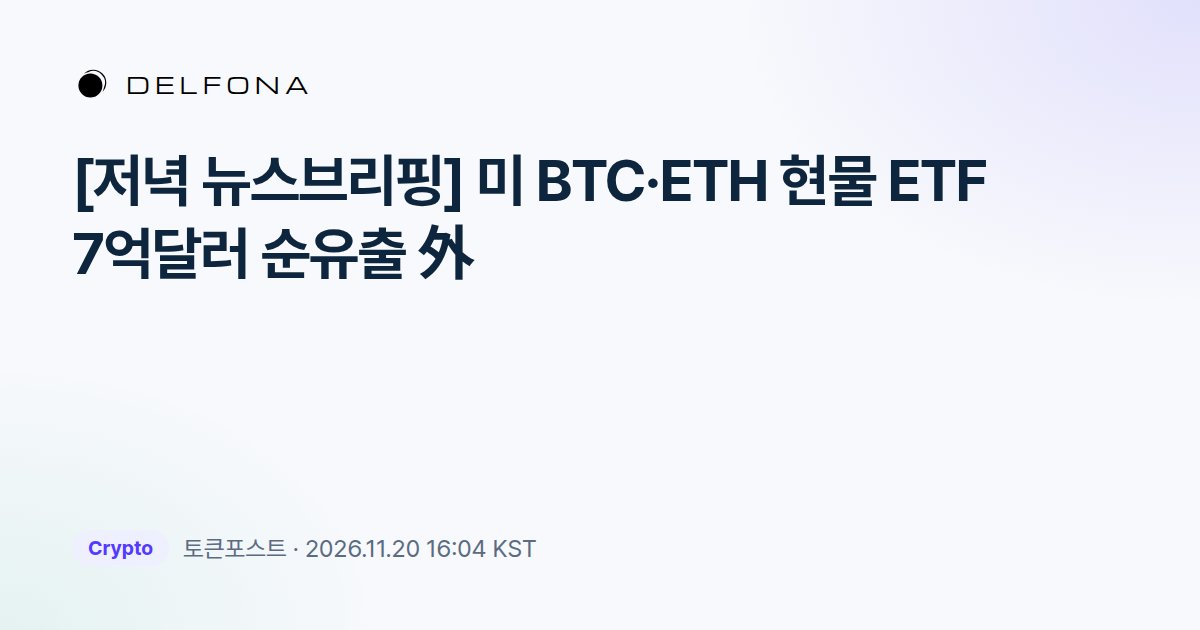 DELFONA
[저녁 뉴스브리핑] 미 BTC·ETH 현물 ETF
7억달러 순유출 外
Crypto 토큰포스트 · 2026.11.20 16:04 KST